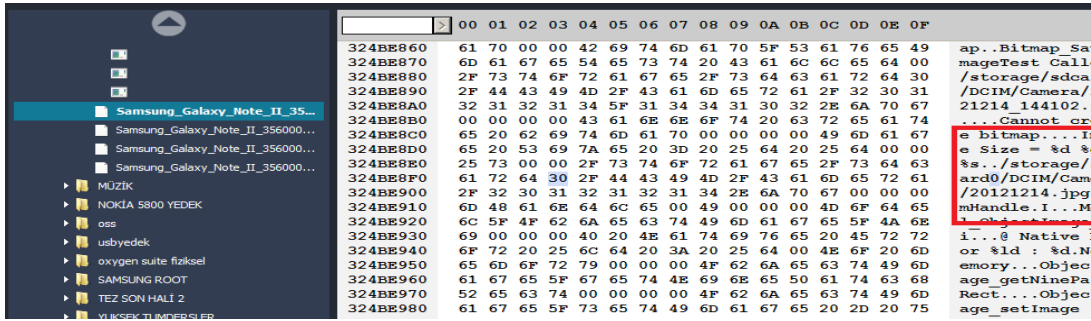 > 00 01 02 03 04 05 06 07 08 09 0A 0B 0C 0D 0E 0F
324BE860 61 70 00 00 42 69 74 6D 61 70 5F 53 61 76 65 49 ap..Bitmap_Sa
324BE870 6D 61 67 65 54 65 73 74 20 43 61 6C 6C 65 64 00 mageTest Call
324BE880 2F 73 74 6F 72 61 67 65 2F 73 64 63 61 72 64 30 /storage/sdca
324BE890 2F 44 43 49 4D 2F 43 61 6D 65 72 61 2F 32 30 31 /DCIM/Camera/
324BE8A0 32 31 32 31 34 5F 31 34 34 31 30 32 2E 6A 70 67 21214_144102.
324BE8B0 00 00 00 00 43 61 6E 6E 6F 74 20 63 72 65 61 74 ....Cannot cre
324BE8C0 65 20 62 69 74 6D 61 70 00 00 00 00 49 6D 61 67 e bitmap....I
324BE8D0 65 20 53 69 7A 65 20 3D 20 25 64 20 25 64 00 00 e Size = %d %
324BE8E0 25 73 00 00 2F 73 74 6F 72 61 67 65 2F 73 64 63 %s../storage/
324BE8F0 61 72 64 30 2F 44 43 49 4D 2F 43 61 6D 65 72 61 ard0/DCIM/Cam
324BE900 2F 32 30 31 32 31 32 31 34 2E 6A 70 67 00 00 00 /20121214.jpg
324BE910 6D 48 61 6E 64 6C 65 00 49 00 00 00 4D 6F 64 65 mHandle.I...M
324BE920 6C 5F 4F 62 6A 65 63 74 49 6D 61 67 65 5F 4A 6E l_ObjectImage
324BE930 69 00 00 00 40 20 4E 61 74 69 76 65 20 45 72 72 i...@ Native
324BE940 6F 72 20 25 6C 64 20 3A 20 25 64 00 4E 6F 20 6D or %ld : %d.N
324BE950 65 6D 6F 72 79 00 00 00 4F 62 6A 65 63 74 49 6D emory...Objec
324BE960 61 67 65 5F 67 65 74 4E 69 6E 65 50 61 74 63 68 age_getNinePa
324BE970 52 65 63 74 00 00 00 00 4F 62 6A 65 63 74 49 6D Rect....Objec
324BE980 61 67 65 5F 73 65 74 49 6D 61 67 65 20 2D 20 75 age_setImage
Samsung_Galaxy_Note_II_35...
Samsung_Galaxy_Note_II_356000...
Samsung_Galaxy_Note_II_356000...
Samsung_Galaxy_Note_II_356000...
MÜZİK
NOKİA 5800 YEDEK
oss
usbyedek
oxygen suite fiziksel
SAMSUNG ROOT
TEZ SON HALİ 2
YUKSEK TUMDERSLER